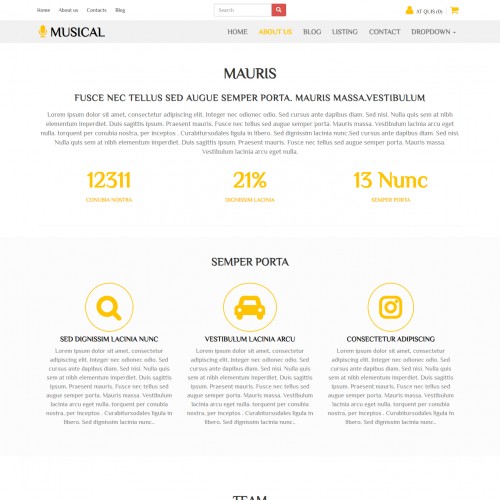 Home About us Contacts Blog Search AT QUIS (0)
MUSICAL HOME ABOUT US BLOG LISTING CONTACT DROPDOWN
MAURIS
FUSCE NEC TELLUS SED AUGUE SEMPER PORTA. MAURIS MASSA.VESTIBULUM
Lorem ipsum dolor sit amet, consectetur adipiscing elit. Integer nec odio. Praesent libero. Sed cursus ante dapibus diam. Sed nisi. Nulla quis sem at nibh elementum imperdiet. Duis sagittis ipsum. Praesent mauris. Fusce nec tellus sed augue semper porta. Mauris massa. Vestibulum lacinia arcu eget nulla. torquent per conubia nostra, per inceptos . Curabitursodales ligula in libero. Sed dignissim lacinia nunc.Sed cursus ante dapibus diam. Sed nisi. Nulla quis sem at nibh elementum imperdiet. Duis sagittis ipsum. Praesent mauris. Fusce nec tellus sed augue semper porta. Mauris massa. Vestibulum lacinia arcu eget nulla.
12311 21% 13 Nunc
CONUBIA NOSTRA DIGNISSIM LACINIA SEMPER PORTA
SEMPER PORTA
SED DIGNISSIM LACINIA NUNC
Lorem ipsum dolor sit amet, consectetur
adipiscing elit. Integer nec odio. Praesent
libero. Sed cursus ante dapibus diam. Sed
nisi. Nulla quis sem at nibh elementum
imperdiet. Duis sagittis ipsum. Praesent
mauris. Fusce nec tellus sed augue semper
porta. Mauris massa. Vestibulum lacinia
arcu eget nulla. torquent per conubia
nostra, per inceptos . Curabitursodales
ligula in libero. Sed dignissim lacinia nunc..
VESTIBULUM LACINIA ARCU
Lorem ipsum dolor sit amet, consectetur
adipiscing elit. Integer nec odio. Praesent
libero. Sed cursus ante dapibus diam. Sed
nisi. Nulla quis sem at nibh elementum
imperdiet. Duis sagittis ipsum. Praesent
mauris. Fusce nec tellus sed augue semper
porta. Mauris massa. Vestibulum lacinia
arcu eget nulla. torquent per conubia
nostra, per inceptos . Curabitursodales
ligula in libero. Sed dignissim lacinia nunc..
CONSECTETUR ADIPISCING
Lorem ipsum dolor sit amet, consectetur
adipiscing elit. Integer nec odio. Praesent
libero. Sed cursus ante dapibus diam. Sed
nisi. Nulla quis sem at nibh elementum
imperdiet. Duis sagittis ipsum. Praesent
mauris. Fusce nec tellus sed augue semper
porta. Mauris massa. Vestibulum lacinia
arcu eget nulla. torquent per conubia
nostra, per inceptos . Curabitursodales
ligula in libero. Sed dignissim lacinia nunc..
TEAM